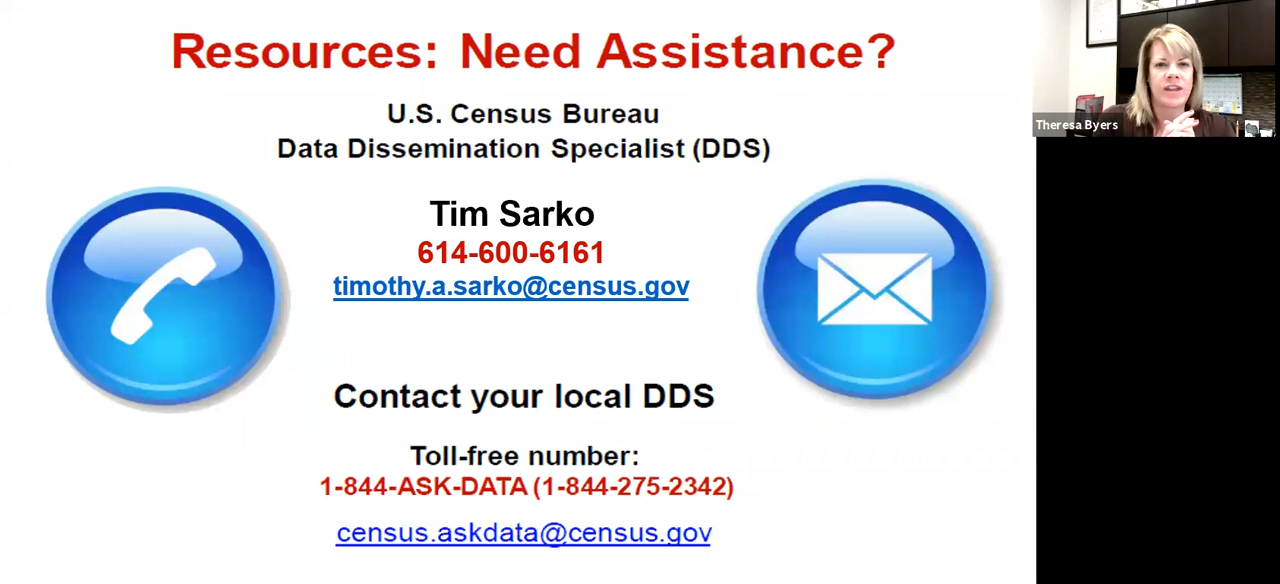 Resources: Need Assistance?
U.S. Census Bureau
Data Dissemination Specialist (DDS)
Tim Sarko
614-600-6161
timothy.a.sarko@census.gov
Contact your local DDS
Toll-free number:
1-844-ASK-DATA (1-844-275-2342)
census.askdata@census.gov
Theresa Byers